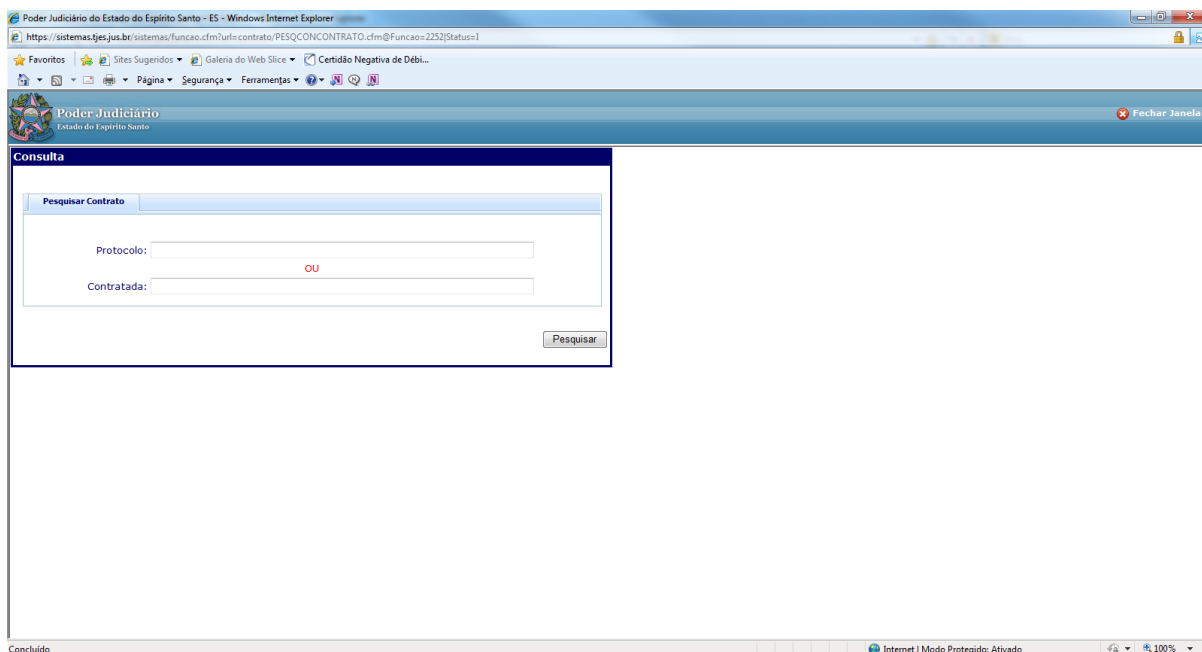 Poder Judiciário do Estado do Espírito Santo - ES - Windows Internet Explorer
https://sistemas.tjes.jus.br/sistemas/funcao.cfm?url=contrato/PESQCONCONTRATO.cfm@Funcao=2252|Status=I
Favoritos Sites Sugeridos Galeria do Web Slice Certidão Negativa de Débi...
Página Segurança Ferramentas
Poder Judiciário
Estado do Espírito Santo
Fechar Janela
Consulta
Pesquisar Contrato
Protocolo:
OU
Contratada:
Pesquisar
Concluído Internet | Modo Protegido: Ativado 100%